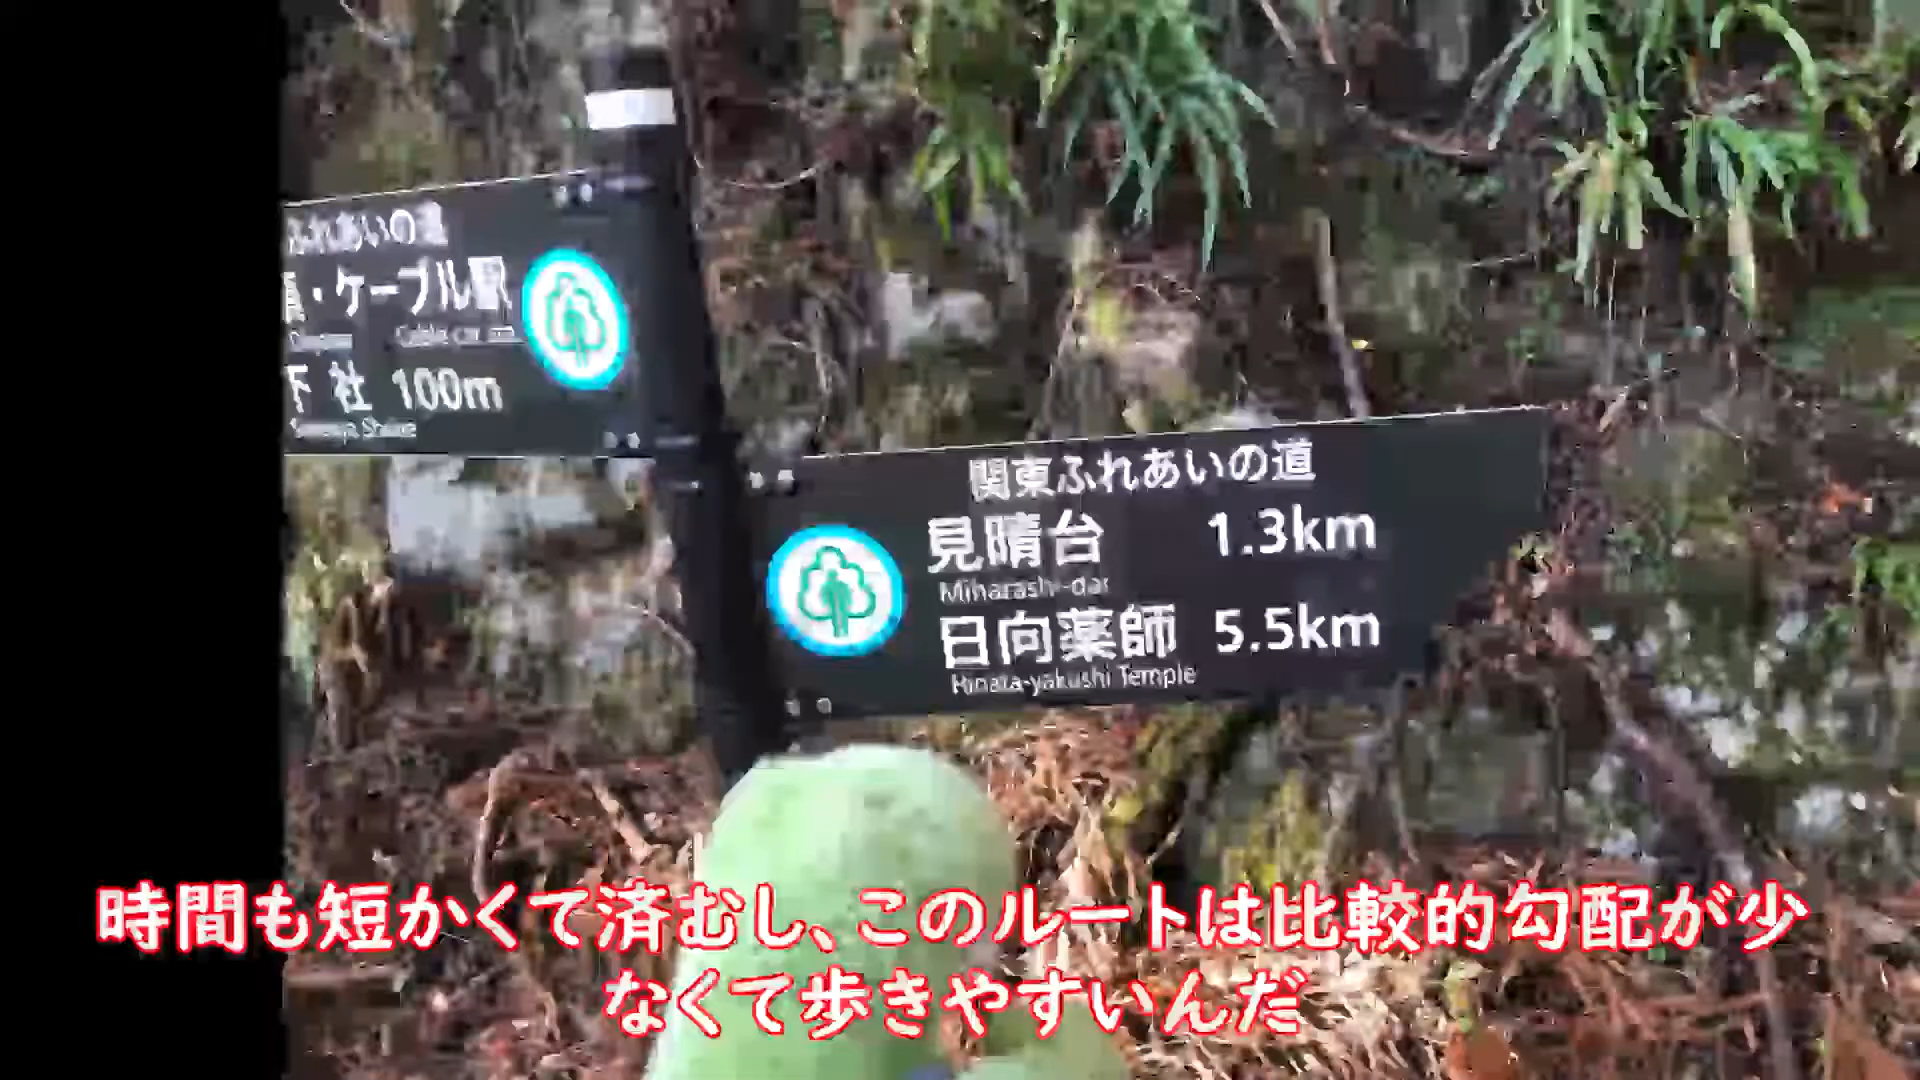 ふれあいの道
・ケーブル駅
Cable car
下社 100m
Shrine
関東ふれあいの道
見晴台 1.3km
Miharashi-dai
日向薬師 5.5km
Hinata-yakushi Temple
時間も短かくて済むし、このルートは比較的勾配が少
なくて歩きやすいんだ